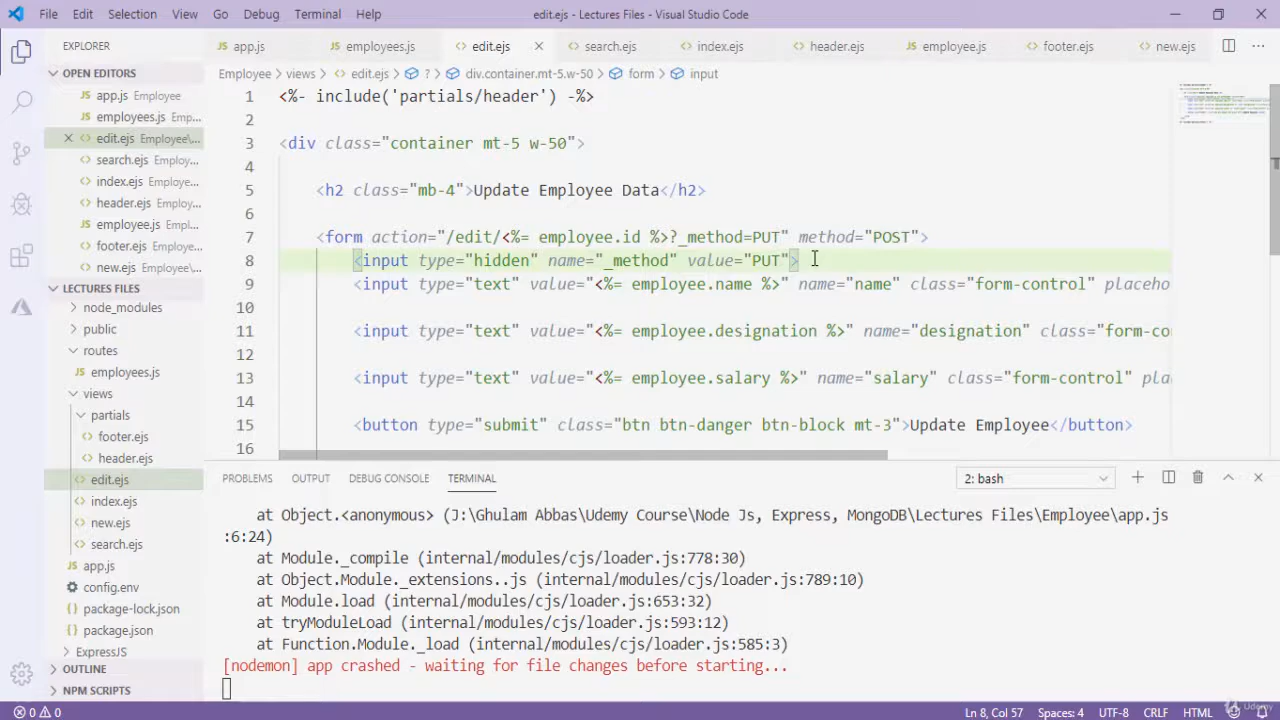 File Edit Selection View Go Debug Terminal Help edit.ejs - Lectures Files - Visual Studio Code
EXPLORER
app.js employees.js edit.ejs search.ejs index.ejs header.ejs employee.js footer.ejs new.ejs
OPEN EDITORS
app.js Employee
employees.js Emp...
edit.ejs Employee\...
search.ejs Employ...
index.ejs Employe...
header.ejs Employ...
employee.js Empl...
footer.ejs Employe...
new.ejs Employee...
LECTURES FILES
node_modules
public
routes
employees.js
views
partials
footer.ejs
header.ejs
edit.ejs
index.ejs
new.ejs
search.ejs
app.js
config.env
package-lock.json
package.json
ExpressJS
OUTLINE
NPM SCRIPTS
Employee > views > edit.ejs > ? > div.container.mt-5.w-50 > form > input
1 <%- include('partials/header') -%>
2
3 <div class="container mt-5 w-50">
4
5 <h2 class="mb-4">Update Employee Data</h2>
6
7 <form action="/edit/<%= employee.id %>?_method=PUT" method="POST">
8 <input type="hidden" name="_method" value="PUT">
9 <input type="text" value="<%= employee.name %>" name="name" class="form-control" placeho
10
11 <input type="text" value="<%= employee.designation %>" name="designation" class="form-co
12
13 <input type="text" value="<%= employee.salary %>" name="salary" class="form-control" pla
14
15 <button type="submit" class="btn btn-danger btn-block mt-3">Update Employee</button>
16
PROBLEMS OUTPUT DEBUG CONSOLE TERMINAL 2: bash
at Object.<anonymous> (J:\Ghulam Abbas\Udemy Course\Node Js, Express, MongoDB\Lectures Files\Employee\app.js
:6:24)
at Module._compile (internal/modules/cjs/loader.js:778:30)
at Object.Module._extensions..js (internal/modules/cjs/loader.js:789:10)
at Module.load (internal/modules/cjs/loader.js:653:32)
at tryModuleLoad (internal/modules/cjs/loader.js:593:12)
at Function.Module._load (internal/modules/cjs/loader.js:585:3)
[nodemon] app crashed - waiting for file changes before starting...
0 0 Ln 8, Col 57 Spaces: 4 UTF-8 CRLF HTML Udemy